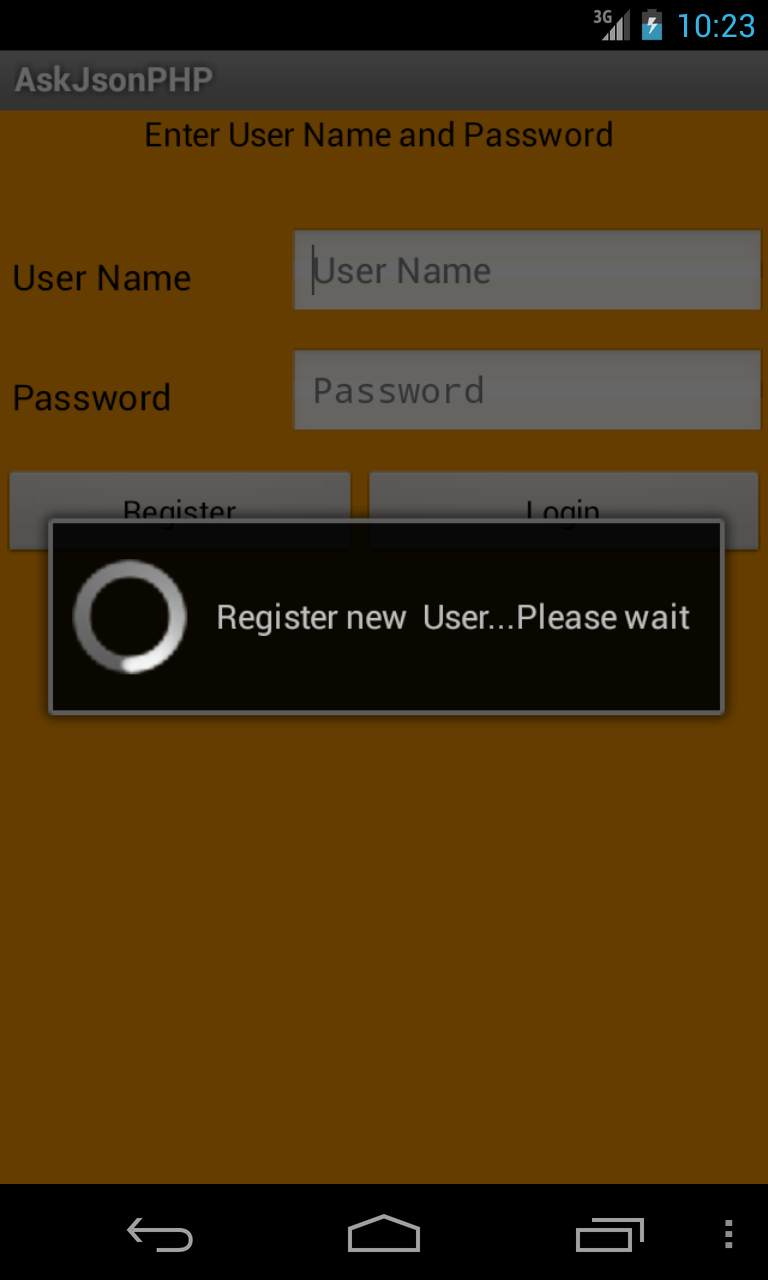 3G 10:23
AskJsonPHP
Enter User Name and Password
User Name User Name
Password Password
Register Login
Register new  User...Please wait